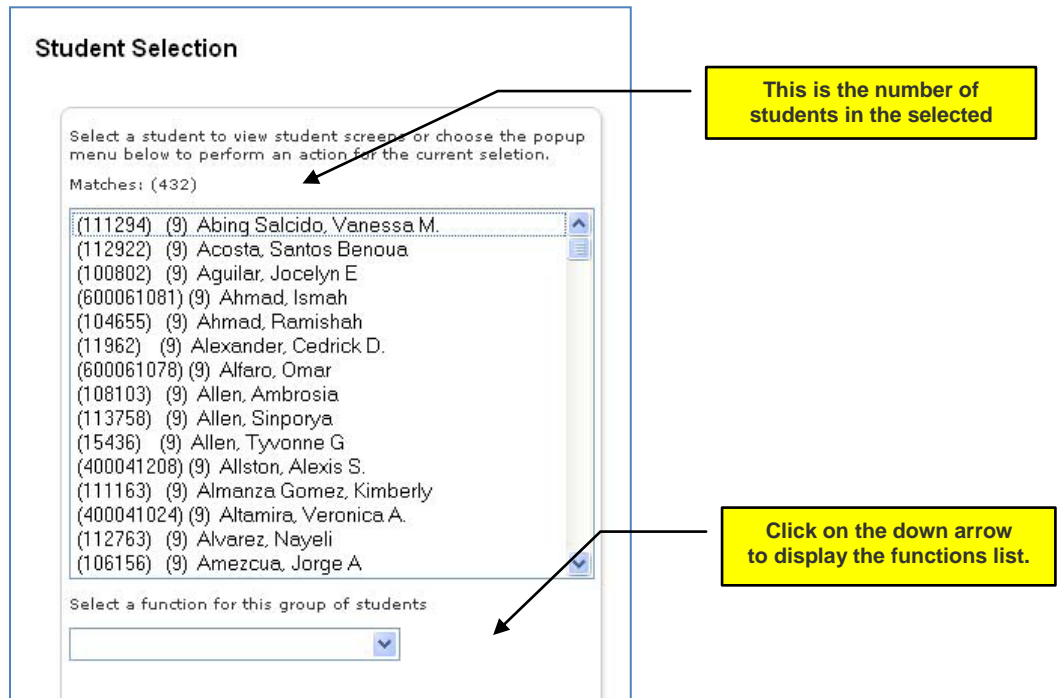 Student Selection
This is the number of
students in the selected
Select a student to view student screens or choose the popup
menu below to perform an action for the current seletion.
Matches: (432)
(111294) (9) Abing Salcido, Vanessa M.
(112922) (9) Acosta, Santos Benoua
(100802) (9) Aguilar, Jocelyn E
(600061081) (9) Ahmad, Ismah
(104655) (9) Ahmad, Ramishah
(11962) (9) Alexander, Cedrick D.
(600061078) (9) Alfaro, Omar
(108103) (9) Allen, Ambrosia
(113758) (9) Allen, Sinporya
(15436) (9) Allen, Tyvonne G
(400041208) (9) Allston, Alexis S.
(111163) (9) Almanza Gomez, Kimberly
(400041024) (9) Altamira, Veronica A.
(112763) (9) Alvarez, Nayeli
(106156) (9) Amezcua, Jorge A
Click on the down arrow
to display the functions list.
Select a function for this group of students